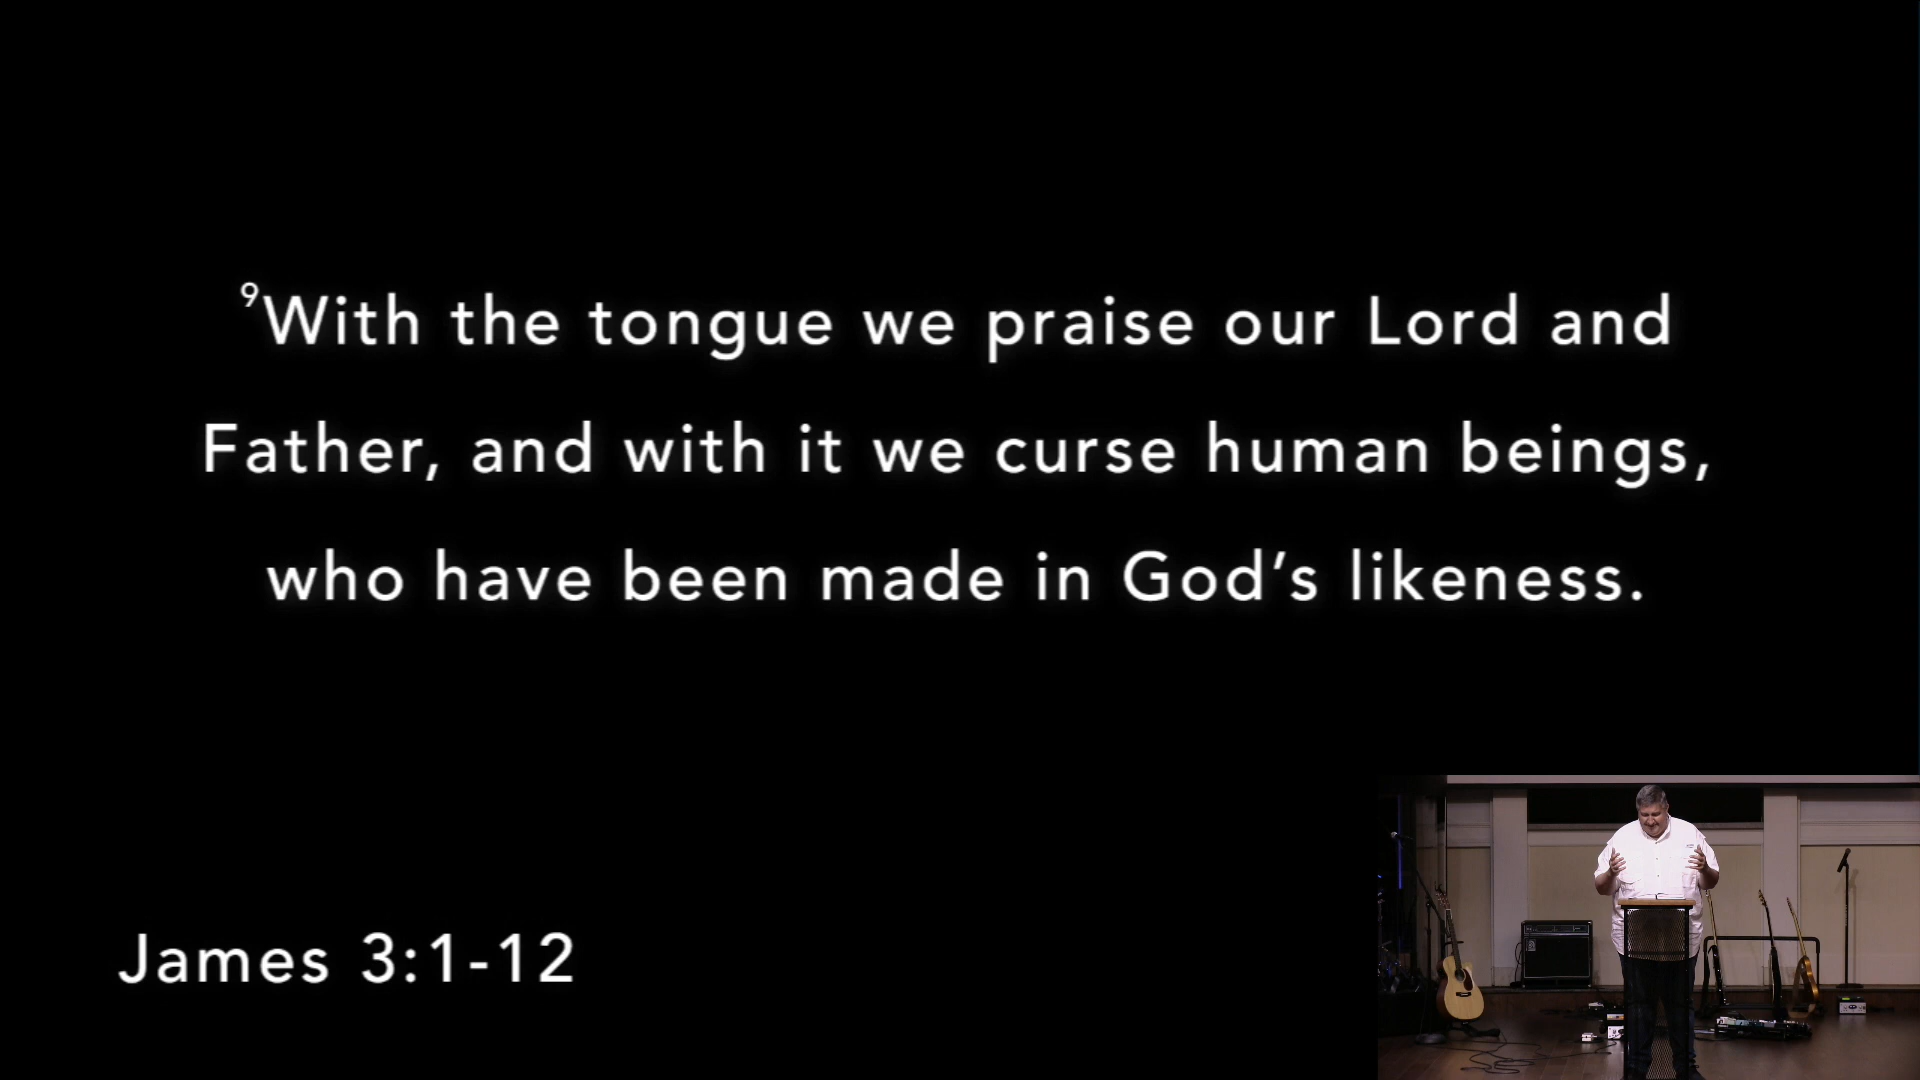 ⁹With the tongue we praise our Lord and
Father, and with it we curse human beings,
who have been made in God’s likeness.
James 3:1-12